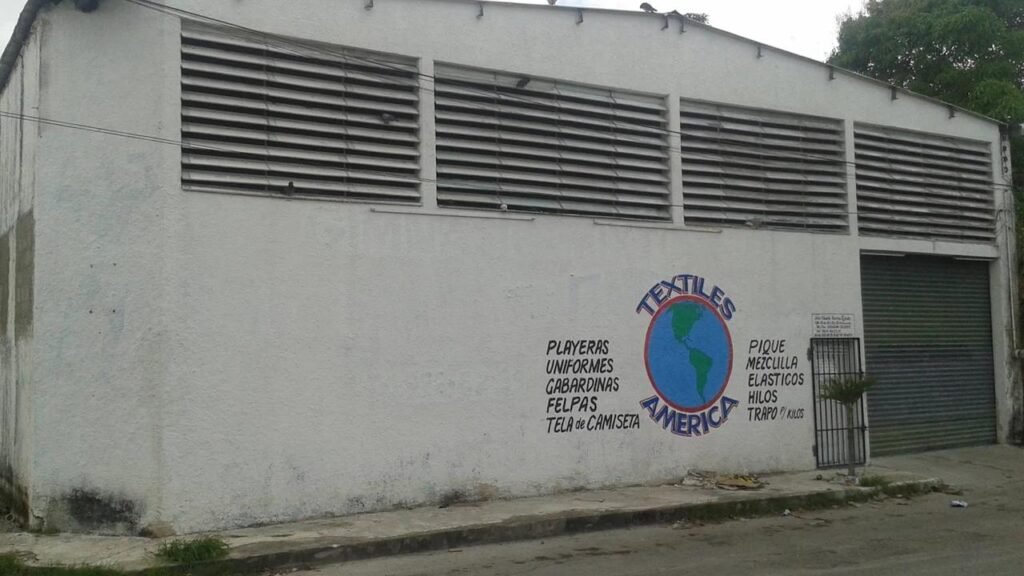 TEXTILES
AMERICA
PLAYERAS
UNIFORMES
GABARDINAS
FELPAS
TELA de CAMISETA
PIQUE
MEZCLILLA
ELASTICOS
HILOS
TRAPO P/ KILOS